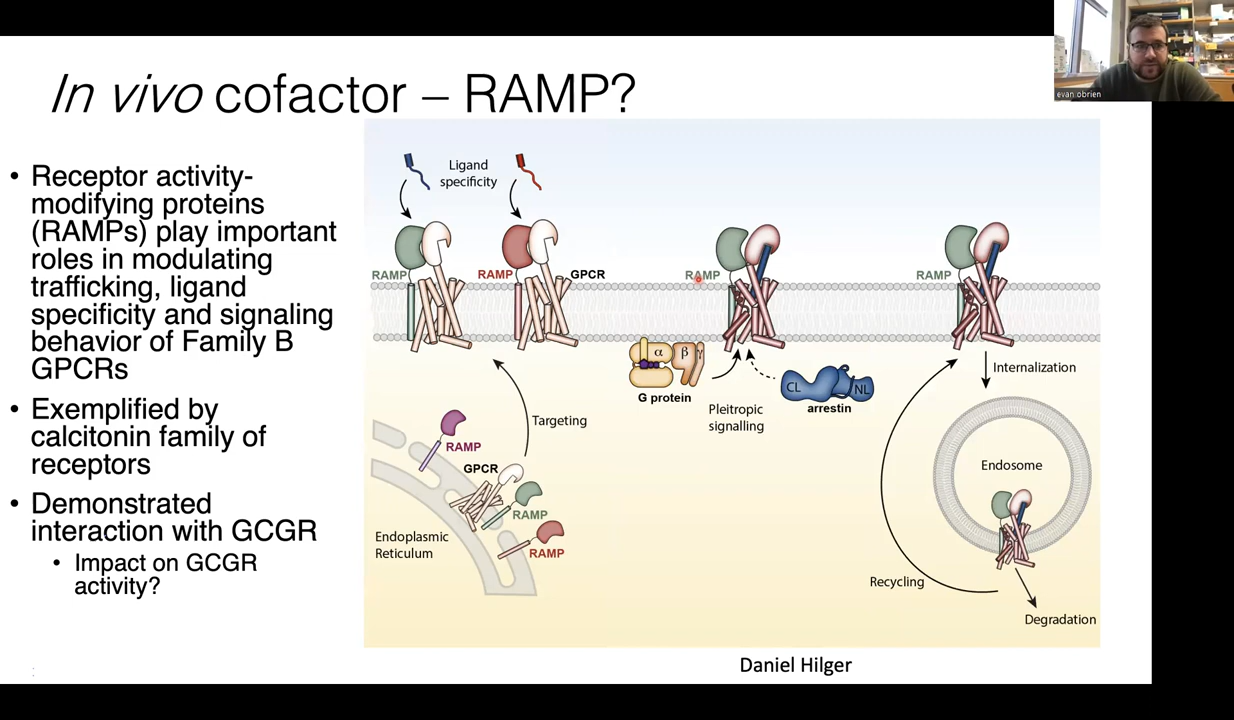 In vivo cofactor – RAMP?
evan obrien
• Receptor activity-
modifying proteins
(RAMPs) play important
roles in modulating
trafficking, ligand
specificity and signaling
behavior of Family B
GPCRs
• Exemplified by
calcitonin family of
receptors
• Demonstrated
interaction with GCGR
• Impact on GCGR
activity?
Ligand
specificity
RAMP
RAMP
GPCR
RAMP
RAMP
α β γ
G protein
Pleitropic
signalling
CL NL
arrestin
Internalization
Targeting
RAMP
GPCR
RAMP
RAMP
Endoplasmic
Reticulum
Endosome
Recycling
Degradation
Daniel Hilger